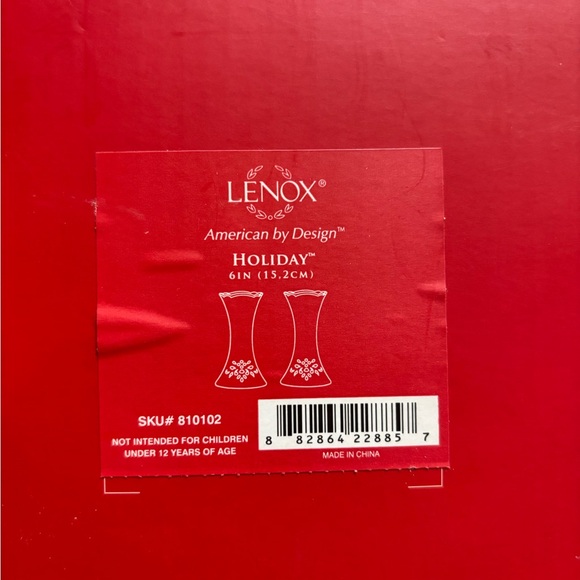 LENOX®
American by Design™
HOLIDAY™
6IN (15.2CM)
SKU# 810102
NOT INTENDED FOR CHILDREN
UNDER 12 YEARS OF AGE
8 82864 22885 7
MADE IN CHINA